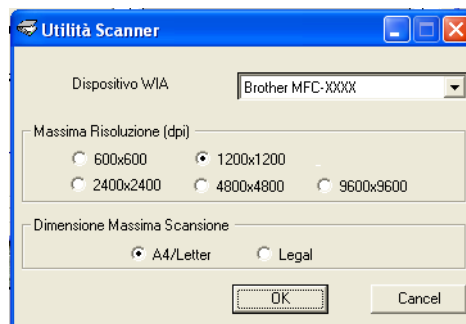 Utilità Scanner
Dispositivo WIA Brother MFC-XXXX
Massima Risoluzione (dpi)
600x600 1200x1200
2400x2400 4800x4800 9600x9600
Dimensione Massima Scansione
A4/Letter Legal
OK Cancel